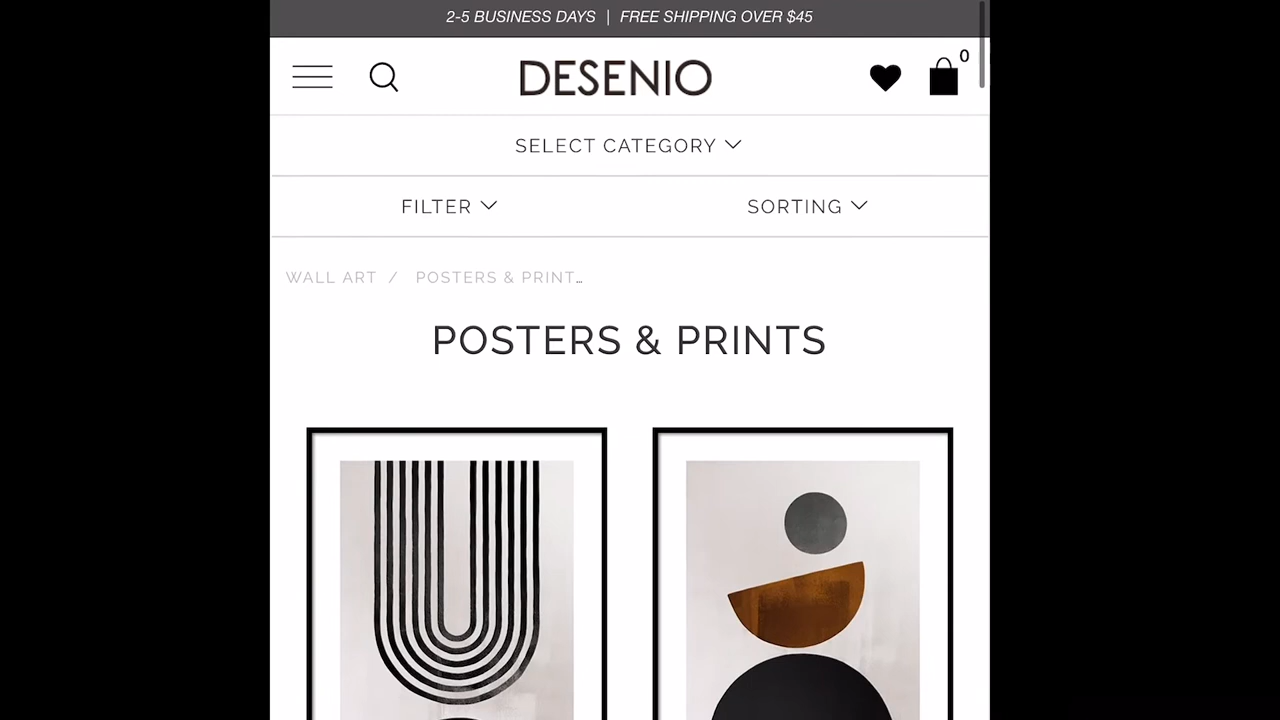 2-5 BUSINESS DAYS | FREE SHIPPING OVER $45
DESENIO
0
SELECT CATEGORY
FILTER
SORTING
WALL ART / POSTERS & PRINT…
POSTERS & PRINTS